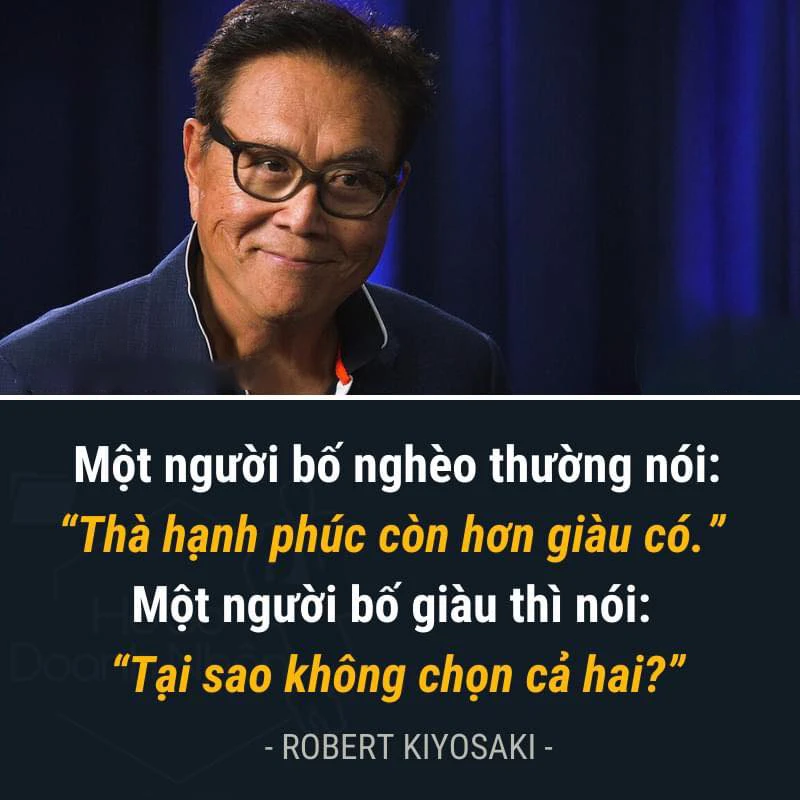 Một người bố nghèo thường nói:
“Thà hạnh phúc còn hơn giàu có.”
Một người bố giàu thì nói:
“Tại sao không chọn cả hai?”
- ROBERT KIYOSAKI -